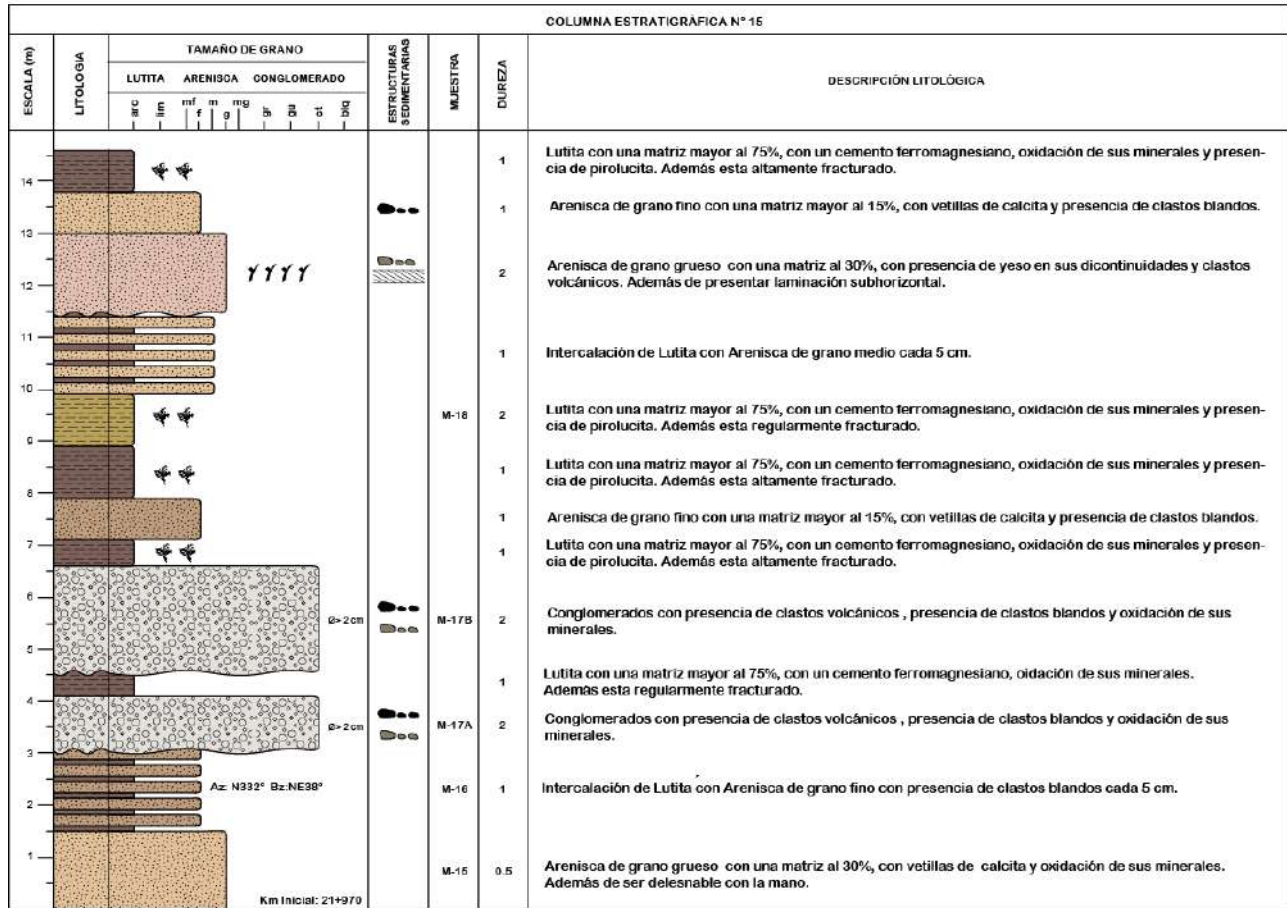 COLUMNA ESTRATIGRÁFICA N° 15
ESCALA (m)
LITOLOGIA
TAMAÑO DE GRANO
LUTITA ARENISCA CONGLOMERADO
arc lim mf f m g mg gr gu ct blq
ESTRUCTURAS
SEDIMENTARIAS
MUESTRA
DUREZA
DESCRIPCIÓN LITOLÓGICA
1 Lutita con una matriz mayor al 75%, con un cemento ferromagnesiano, oxidación de sus minerales y presen-
cia de pirolucita. Además esta altamente fracturado.
14
1 Arenisca de grano fino con una matriz mayor al 15%, con vetillas de calcita y presencia de clastos blandos.
13
2 Arenisca de grano grueso con una matriz al 30%, con presencia de yeso en sus dicontinuidades y clastos
volcánicos. Además de presentar laminación subhorizontal.
12
11
1 Intercalación de Lutita con Arenisca de grano medio cada 5 cm.
10
M-18 2 Lutita con una matriz mayor al 75%, con un cemento ferromagnesiano, oxidación de sus minerales y presen-
cia de pirolucita. Además esta regularmente fracturado.
9
1 Lutita con una matriz mayor al 75%, con un cemento ferromagnesiano, oxidación de sus minerales y presen-
cia de pirolucita. Además esta altamente fracturado.
8
1 Arenisca de grano fino con una matriz mayor al 15%, con vetillas de calcita y presencia de clastos blandos.
7
1 Lutita con una matriz mayor al 75%, con un cemento ferromagnesiano, oxidación de sus minerales y presen-
cia de pirolucita. Además esta altamente fracturado.
6
Ø> 2 cm M-17B 2 Conglomerados con presencia de clastos volcánicos , presencia de clastos blandos y oxidación de sus
minerales.
5
1 Lutita con una matriz mayor al 75%, con un cemento ferromagnesiano, oidación de sus minerales.
Además esta regularmente fracturado.
4
Ø> 2 cm M-17A 2 Conglomerados con presencia de clastos volcánicos , presencia de clastos blandos y oxidación de sus
minerales.
3
Az: N332° Bz:NE38° M-16 1 Intercalación de Lutita con Arenisca de grano fino con presencia de clastos blandos cada 5 cm.
2
1
M-15 0.5 Arenisca de grano grueso con una matriz al 30%, con vetillas de calcita y oxidación de sus minerales.
Además de ser delesnable con la mano.
Km Inicial: 21+970